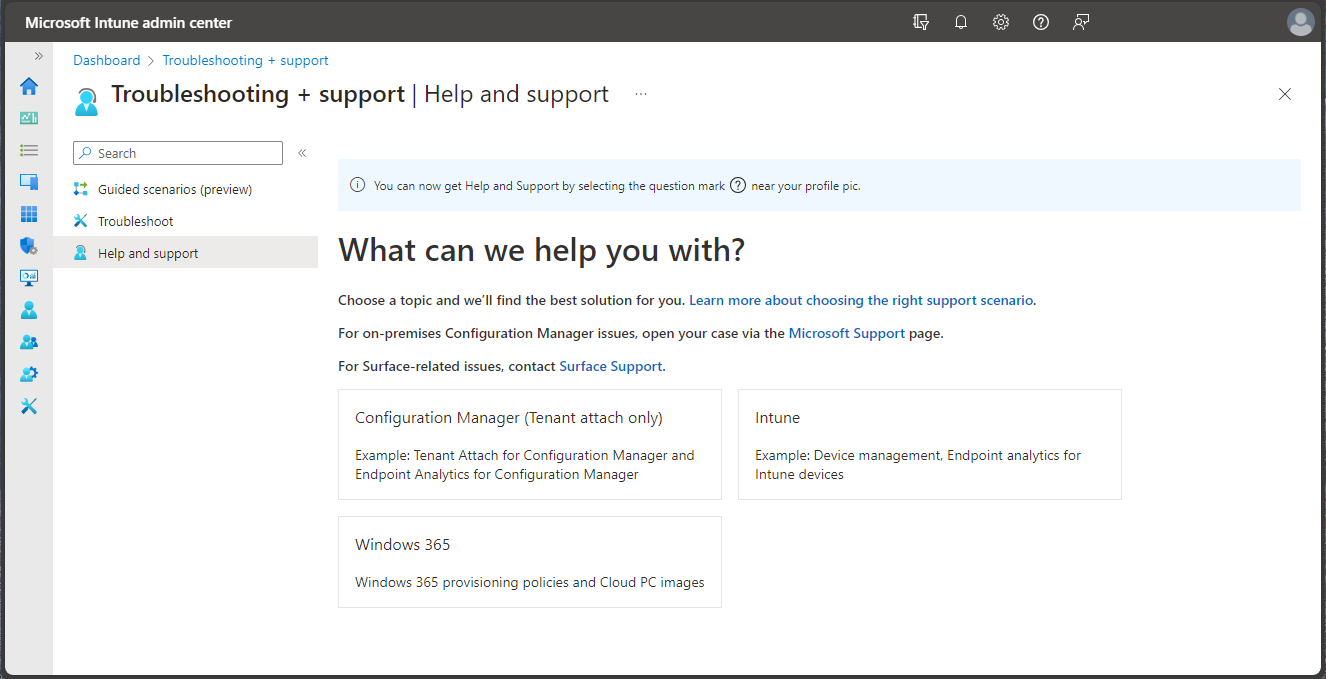 Microsoft Intune admin center
Dashboard > Troubleshooting + support
Troubleshooting + support | Help and support ...
Search
Guided scenarios (preview)
Troubleshoot
Help and support
You can now get Help and Support by selecting the question mark ? near your profile pic.
What can we help you with?
Choose a topic and we’ll find the best solution for you. Learn more about choosing the right support scenario.
For on-premises Configuration Manager issues, open your case via the Microsoft Support page.
For Surface-related issues, contact Surface Support.
Configuration Manager (Tenant attach only)
Example: Tenant Attach for Configuration Manager and
Endpoint Analytics for Configuration Manager
Intune
Example: Device management, Endpoint analytics for
Intune devices
Windows 365
Windows 365 provisioning policies and Cloud PC images